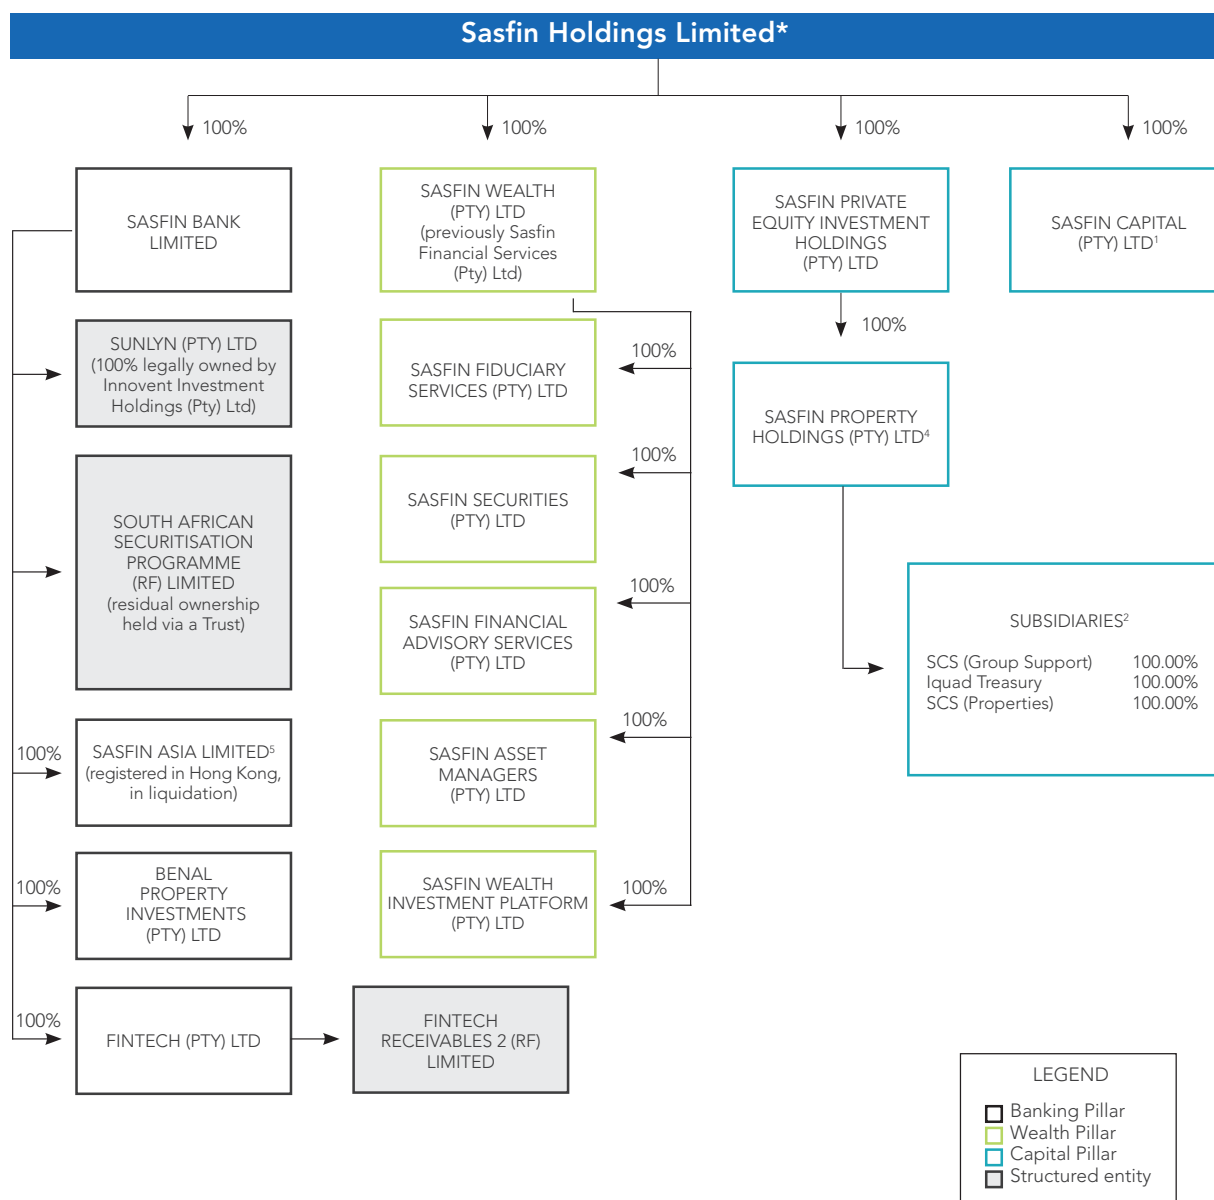 Sasfin Holdings Limited*
100%
100%
100%
100%
SASFIN BANK
LIMITED
SASFIN WEALTH
(PTY) LTD
(previously Sasfin
Financial Services
(Pty) Ltd)
SASFIN PRIVATE
EQUITY INVESTMENT
HOLDINGS
(PTY) LTD
SASFIN CAPITAL
(PTY) LTD¹
SUNLYN (PTY) LTD
(100% legally owned by
Innovent Investment
Holdings (Pty) Ltd)
SASFIN FIDUCIARY
SERVICES (PTY) LTD
100%
100%
SASFIN PROPERTY
HOLDINGS (PTY) LTD⁴
SOUTH AFRICAN
SECURITISATION
PROGRAMME
(RF) LIMITED
(residual ownership
held via a Trust)
SASFIN SECURITIES
(PTY) LTD
100%
SASFIN FINANCIAL
ADVISORY SERVICES
(PTY) LTD
100%
SUBSIDIARIES²
SCS (Group Support) 100.00%
Iquad Treasury 100.00%
SCS (Properties) 100.00%
100%
SASFIN ASIA LIMITED⁵
(registered in Hong Kong,
in liquidation)
SASFIN ASSET
MANAGERS
(PTY) LTD
100%
100%
BENAL
PROPERTY
INVESTMENTS
(PTY) LTD
SASFIN WEALTH
INVESTMENT PLATFORM
(PTY) LTD
100%
100%
FINTECH (PTY) LTD
FINTECH
RECEIVABLES 2 (RF)
LIMITED
LEGEND
Banking Pillar
Wealth Pillar
Capital Pillar
Structured entity